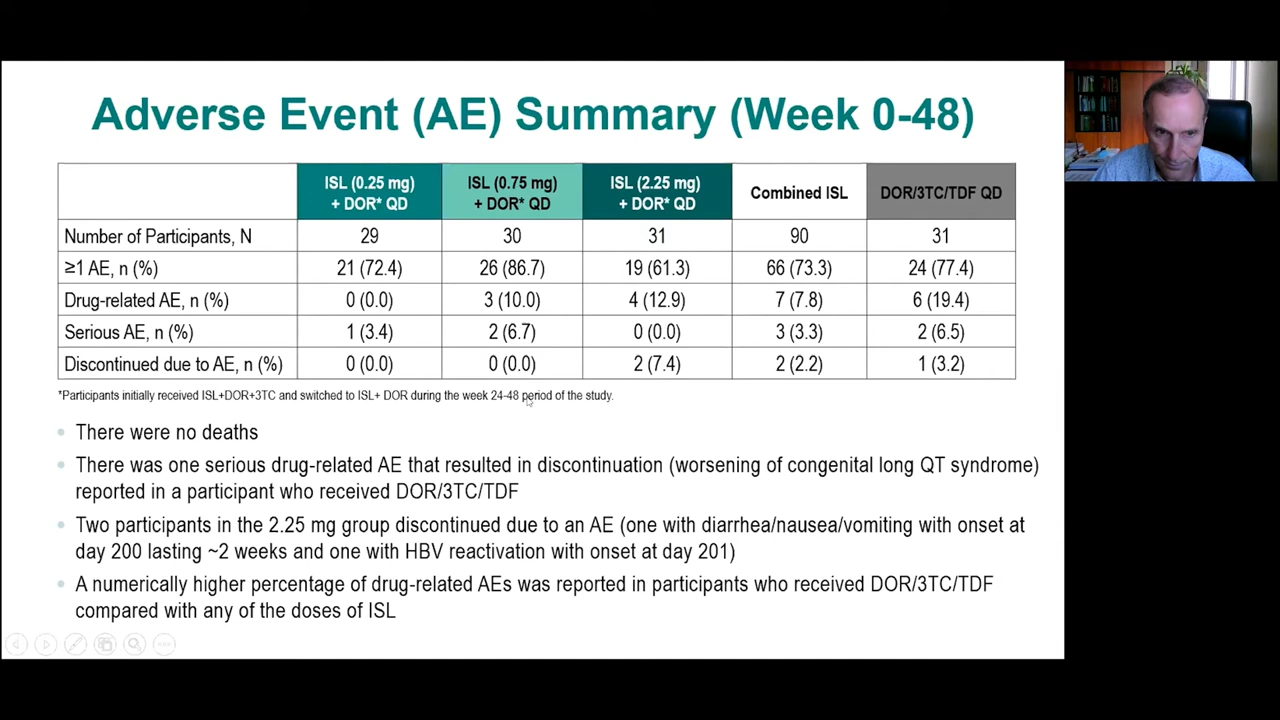 Adverse Event (AE) Summary (Week 0-48)
ISL (0.25 mg) + DOR* QD ISL (0.75 mg) + DOR* QD ISL (2.25 mg) + DOR* QD Combined ISL DOR/3TC/TDF QD
Number of Participants, N 29 30 31 90 31
≥1 AE, n (%) 21 (72.4) 26 (86.7) 19 (61.3) 66 (73.3) 24 (77.4)
Drug-related AE, n (%) 0 (0.0) 3 (10.0) 4 (12.9) 7 (7.8) 6 (19.4)
Serious AE, n (%) 1 (3.4) 2 (6.7) 0 (0.0) 3 (3.3) 2 (6.5)
Discontinued due to AE, n (%) 0 (0.0) 0 (0.0) 2 (7.4) 2 (2.2) 1 (3.2)
*Participants initially received ISL+DOR+3TC and switched to ISL+ DOR during the week 24-48 period of the study.
• There were no deaths
• There was one serious drug-related AE that resulted in discontinuation (worsening of congenital long QT syndrome)
reported in a participant who received DOR/3TC/TDF
• Two participants in the 2.25 mg group discontinued due to an AE (one with diarrhea/nausea/vomiting with onset at
day 200 lasting ~2 weeks and one with HBV reactivation with onset at day 201)
• A numerically higher percentage of drug-related AEs was reported in participants who received DOR/3TC/TDF
compared with any of the doses of ISL